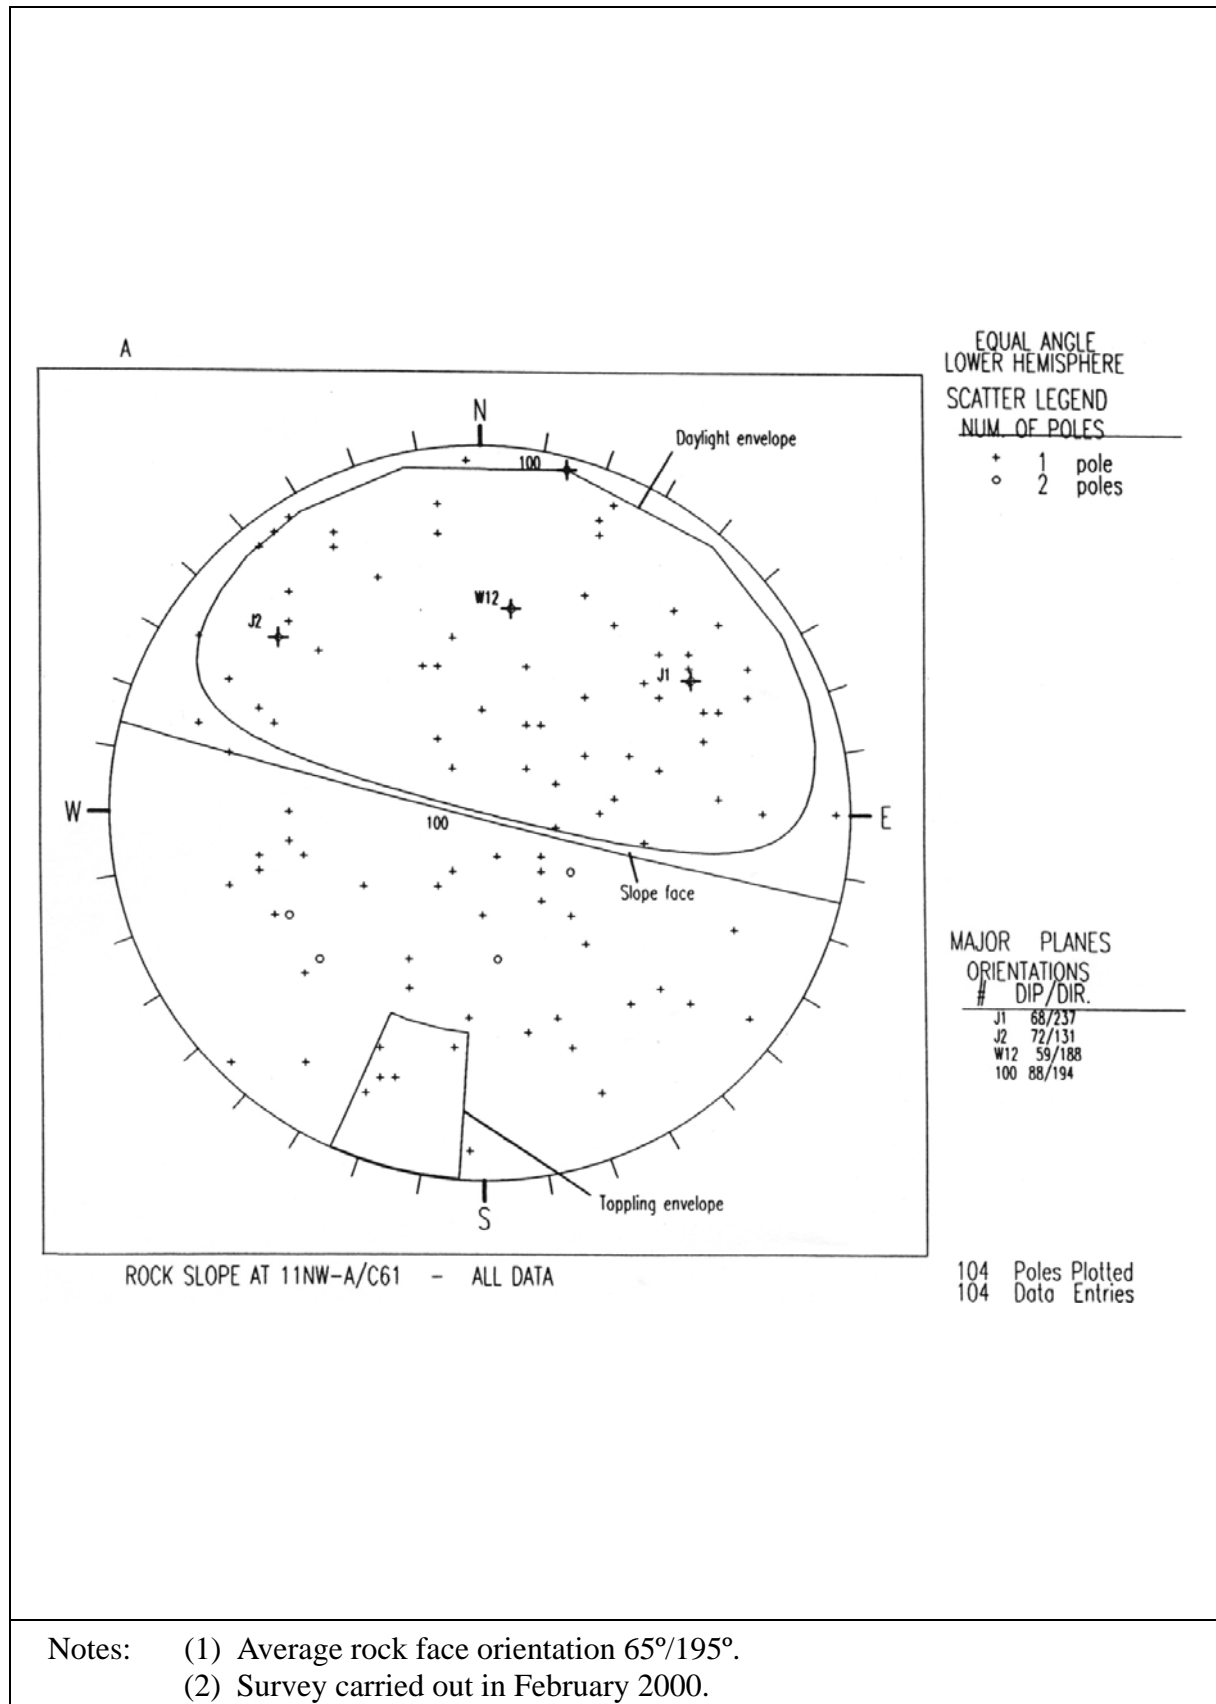 A
EQUAL ANGLE
LOWER HEMISPHERE
SCATTER LEGEND
NUM. OF POLES
+ 1 pole
○ 2 poles
N
Daylight envelope
100
W12
J2
J1
W
E
100
Slope face
MAJOR PLANES
ORIENTATIONS
# DIP/DIR.
J1 68/237
J2 72/131
W12 59/188
100 88/194
Toppling envelope
S
ROCK SLOPE AT 11NW-A/C61 - ALL DATA
104 Poles Plotted
104 Data Entries
Notes: (1) Average rock face orientation 65º/195º.
(2) Survey carried out in February 2000.